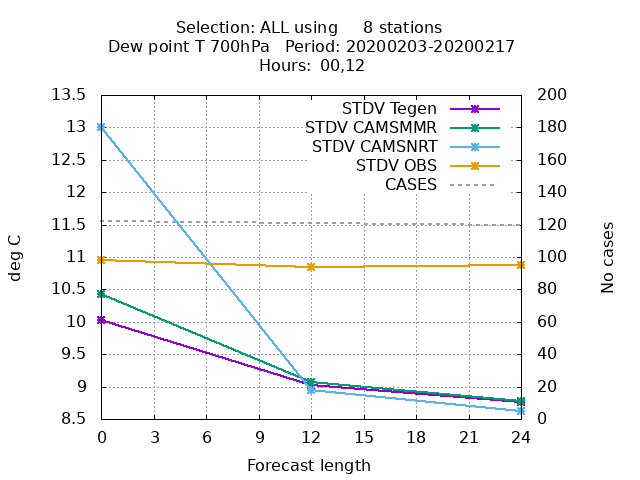 Selection: ALL using     8 stations
Dew point T 700hPa   Period: 20200203-20200217
Hours: 00,12
13.5
13
12.5
12
11.5
11
10.5
10
9.5
9
8.5
200
180
160
140
120
100
80
60
40
20
0
STDV Tegen
STDV CAMSMMR
STDV CAMSNRT
STDV OBS
CASES
deg C
No cases
0 3 6 9 12 15 18 21 24
Forecast length